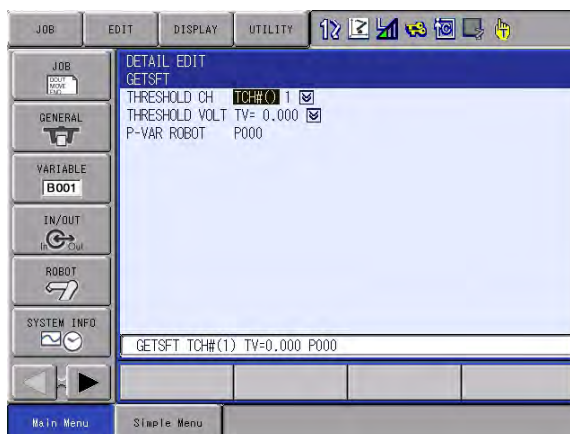 JOB EDIT DISPLAY UTILITY
JOB
DOUT
MOVE
END
GENERAL
VARIABLE
B001
IN/OUT
In Out
ROBOT
SYSTEM INFO
DETAIL EDIT
GETSFT
THRESHOLD CH TCH#() 1
THRESHOLD VOLT TV= 0.000
P-VAR ROBOT P000
GETSFT TCH#(1) TV=0.000 P000
Main Menu Simple Menu